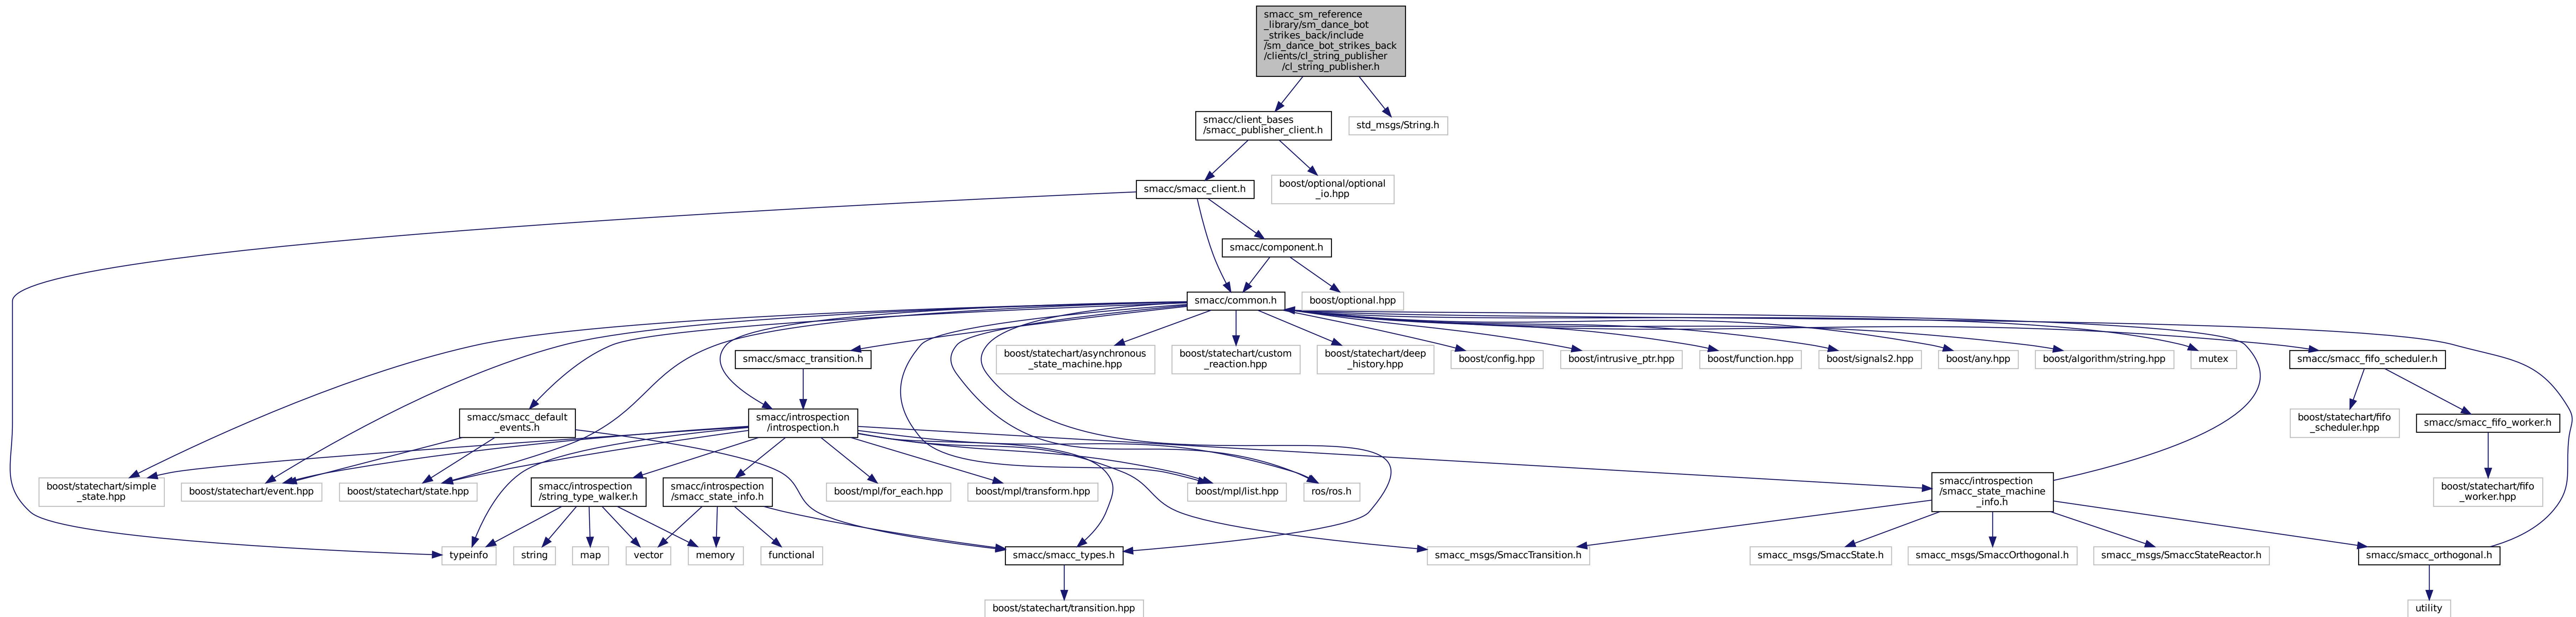 smacc_sm_reference
_library/sm_dance_bot
_strikes_back/include
/sm_dance_bot_strikes_back
/clients/cl_string_publisher
/cl_string_publisher.h
smacc/client_bases
/smacc_publisher_client.h
std_msgs/String.h
smacc/smacc_client.h
boost/optional/optional
_io.hpp
smacc/component.h
smacc/common.h
boost/optional.hpp
smacc/smacc_transition.h
boost/statechart/asynchronous
_state_machine.hpp
boost/statechart/custom
_reaction.hpp
boost/statechart/deep
_history.hpp
boost/config.hpp
boost/intrusive_ptr.hpp
boost/function.hpp
boost/signals2.hpp
boost/any.hpp
boost/algorithm/string.hpp
mutex
smacc/smacc_fifo_scheduler.h
smacc/smacc_default
_events.h
smacc/introspection
/introspection.h
boost/statechart/fifo
_scheduler.hpp
smacc/smacc_fifo_worker.h
boost/statechart/simple
_state.hpp
boost/statechart/event.hpp
boost/statechart/state.hpp
smacc/introspection
/string_type_walker.h
smacc/introspection
/smacc_state_info.h
boost/mpl/for_each.hpp
boost/mpl/transform.hpp
boost/mpl/list.hpp
ros/ros.h
smacc/introspection
/smacc_state_machine
_info.h
boost/statechart/fifo
_worker.hpp
typeinfo
string
map
vector
memory
functional
smacc/smacc_types.h
smacc_msgs/SmaccTransition.h
smacc_msgs/SmaccState.h
smacc_msgs/SmaccOrthogonal.h
smacc_msgs/SmaccStateReactor.h
smacc/smacc_orthogonal.h
boost/statechart/transition.hpp
utility